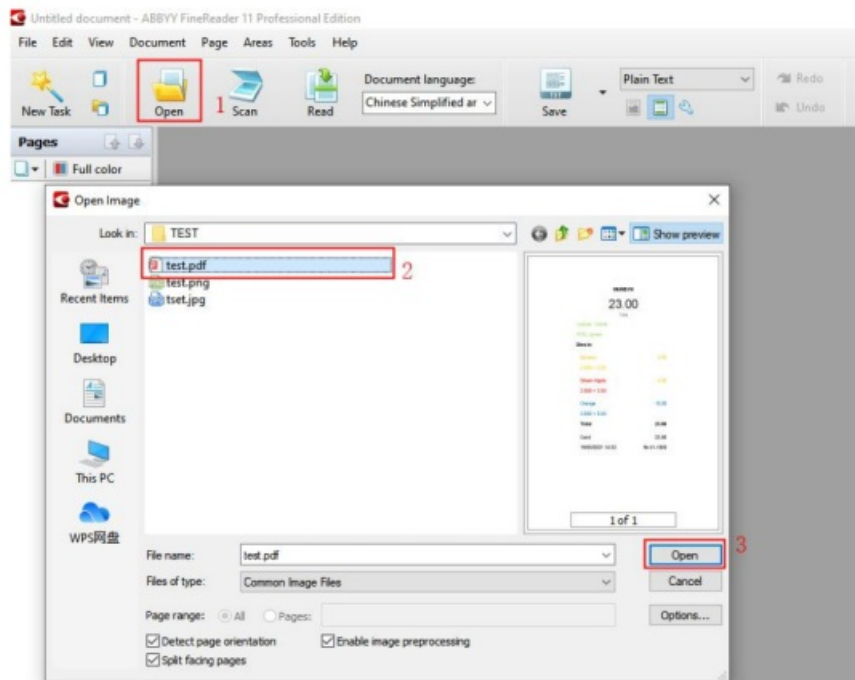 Untitled document - ABBYY FineReader 11 Professional Edition
File Edit View Document Page Areas Tools Help
New Task
Open
1
Scan
Read
Document language:
Chinese Simplified ar
Save
Plain Text
Redo
Undo
Pages
Full color
Open Image
Look in: TEST
Show preview
test.pdf
2
test.png
tset.jpg
Recent Items
Desktop
Documents
This PC
WPS网盘
23.00
Total
1 of 1
File name: test.pdf
Open
3
Files of type: Common Image Files
Cancel
Page range: All Pages:
Options...
Detect page orientation Enable image preprocessing
Split facing pages